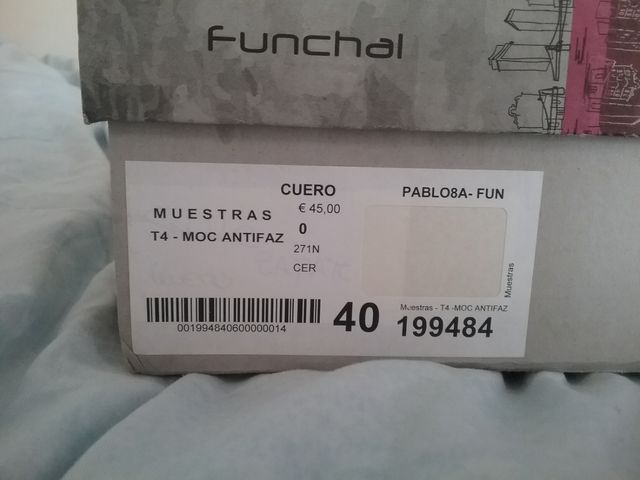 Funchal
CUERO
PABLO8A- FUN
MUESTRAS
€ 45,00
T4 - MOC ANTIFAZ
0
271N
CER
Muestras
Muestras - T4 -MOC ANTIFAZ
40
199484
001994840600000014